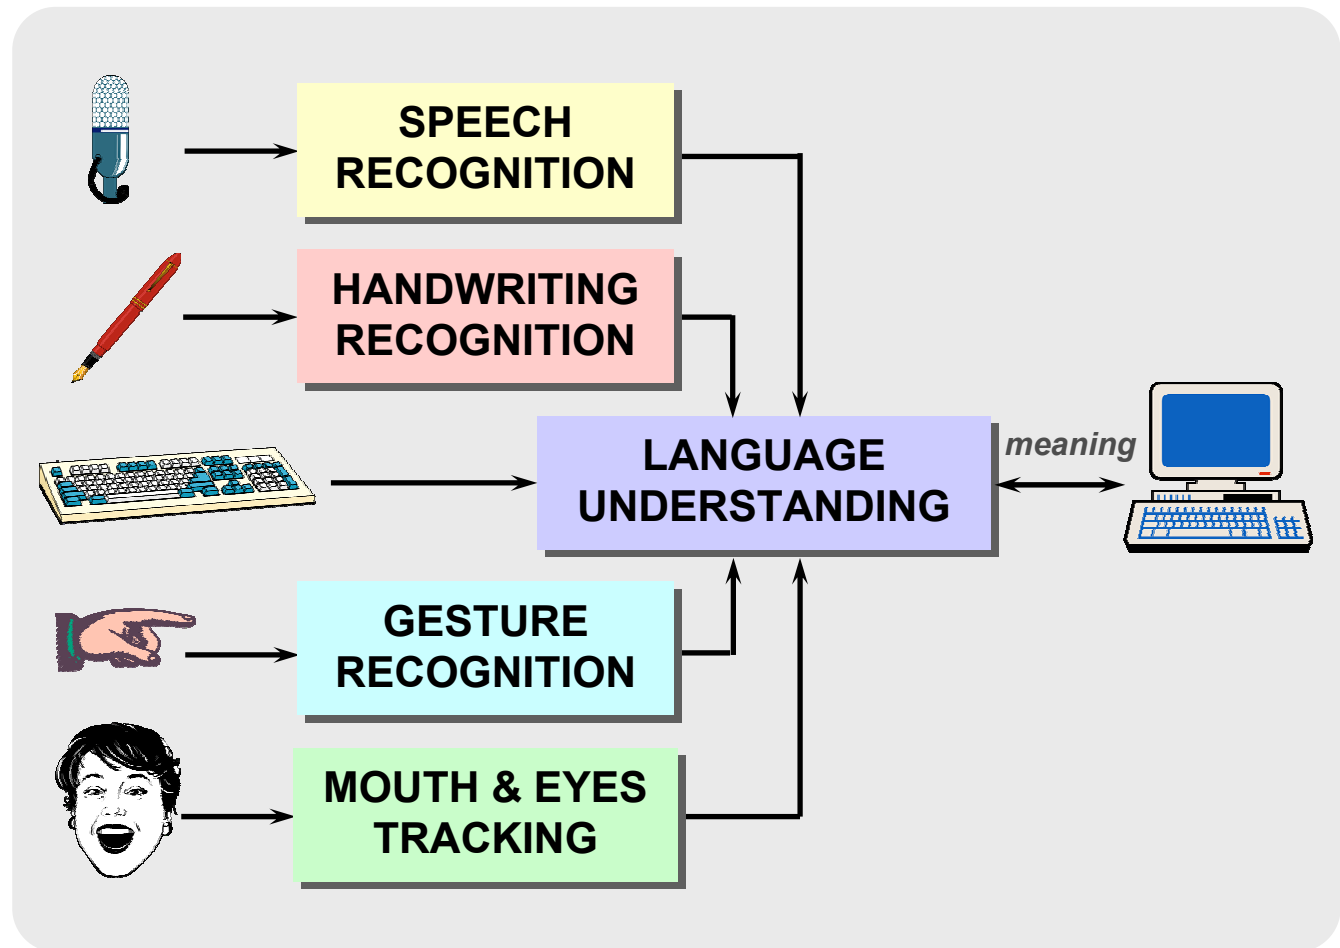 SPEECH
RECOGNITION
HANDWRITING
RECOGNITION
LANGUAGE
UNDERSTANDING
meaning
GESTURE
RECOGNITION
MOUTH & EYES
TRACKING